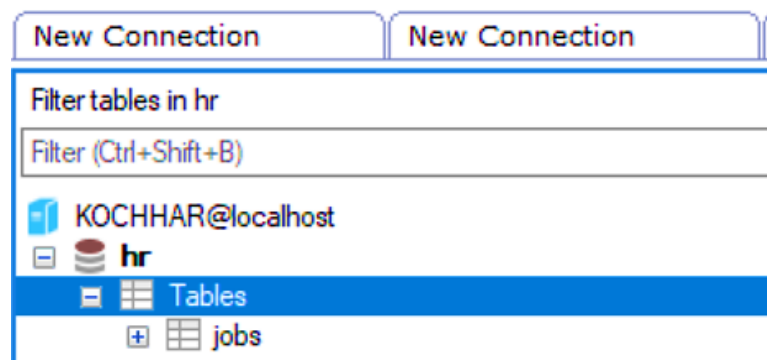 New Connection New Connection
Filter tables in hr
Filter (Ctrl+Shift+B)
KOCHHAR@localhost
hr
Tables
jobs